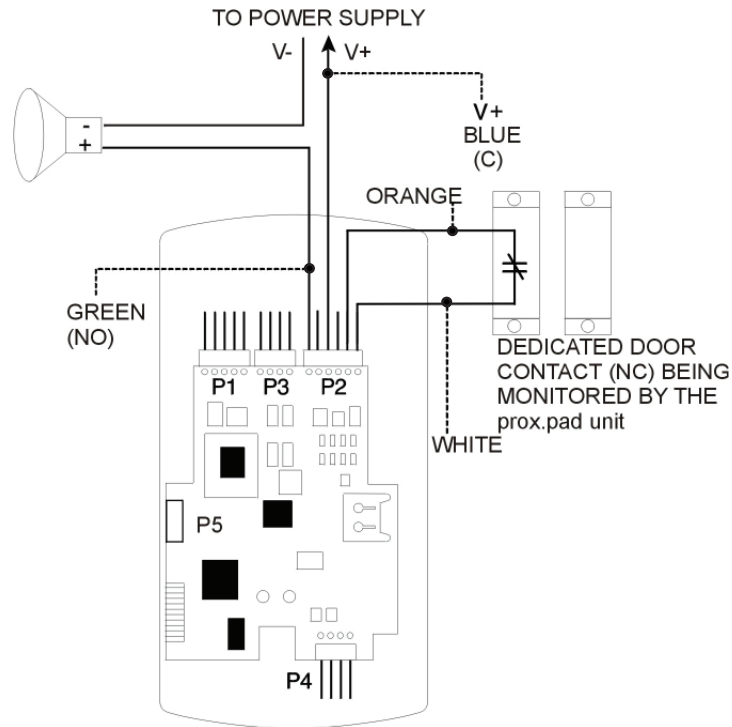 TO POWER SUPPLY
V-
V+
-
+
V+
BLUE
(C)
ORANGE
GREEN
(NO)
P1
P3
P2
DEDICATED DOOR
CONTACT (NC) BEING
MONITORED BY THE
prox.pad unit
WHITE
P5
P4